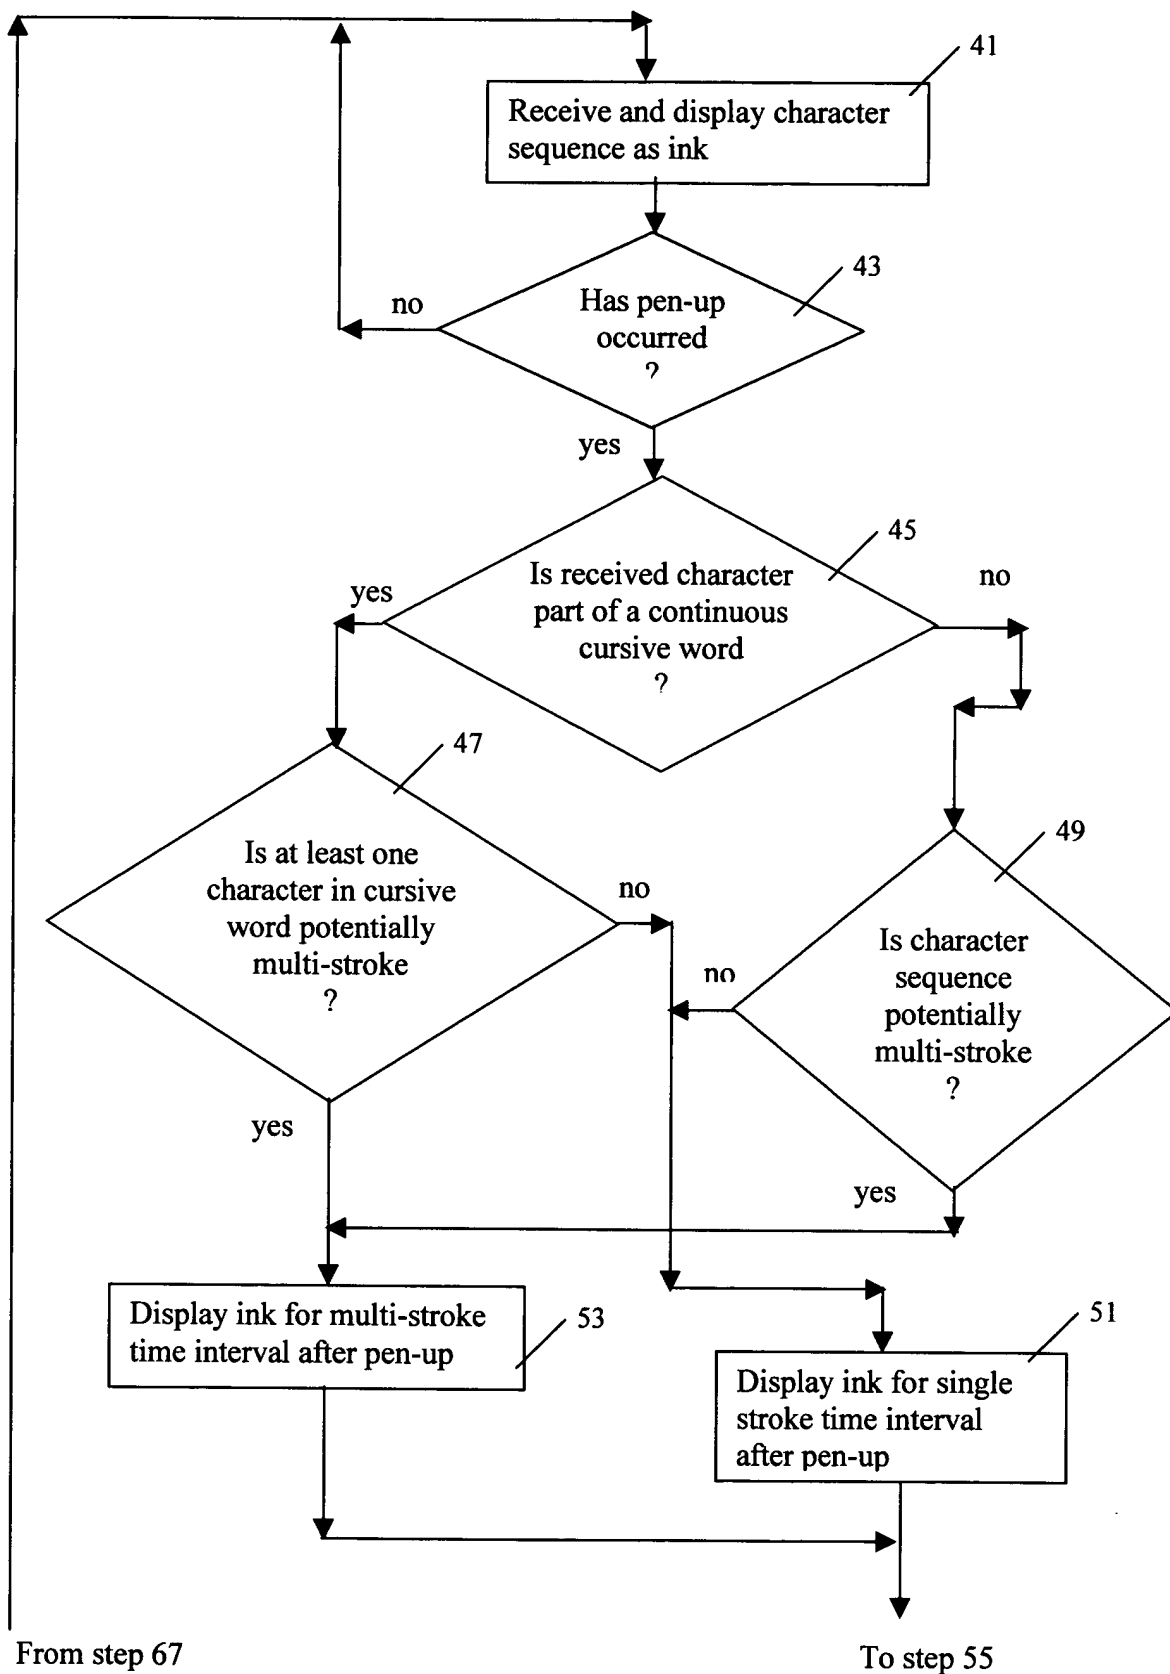 41
Receive and display character
sequence as ink
43
Has pen-up
occurred
?
no
yes
45
Is received character
part of a continuous
cursive word
?
yes
no
47
Is at least one
character in cursive
word potentially
multi-stroke
?
no
yes
49
Is character
sequence
potentially
multi-stroke
?
no
yes
Display ink for multi-stroke
time interval after pen-up
53
51
Display ink for single
stroke time interval
after pen-up
From step 67
To step 55